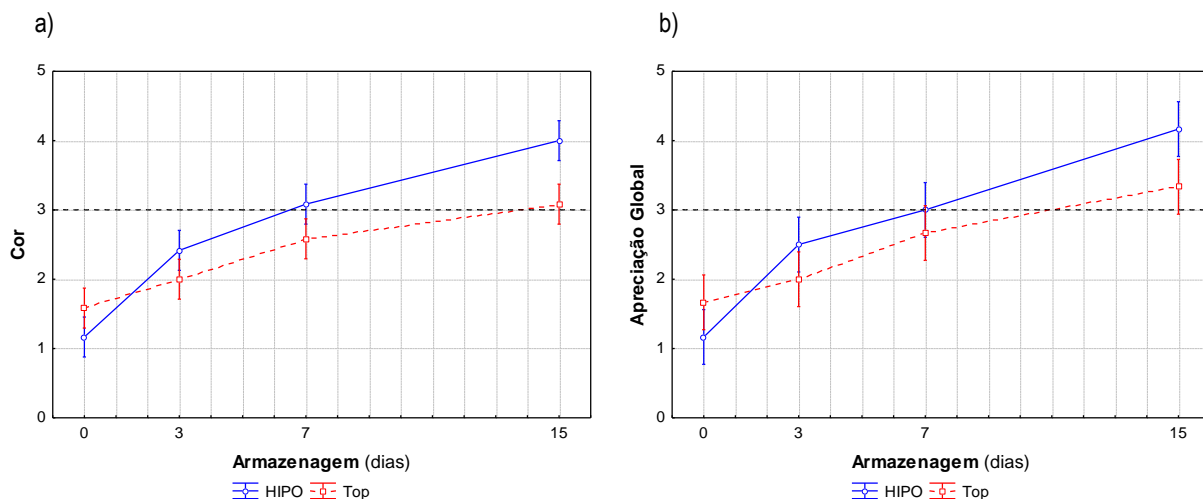 a)
5
4
3
2
1
0
Cor
0 3 7 15
Armazenagem (dias)
HIPO Top
b)
5
4
3
2
1
0
Apreciação Global
0 3 7 15
Armazenagem (dias)
HIPO Top